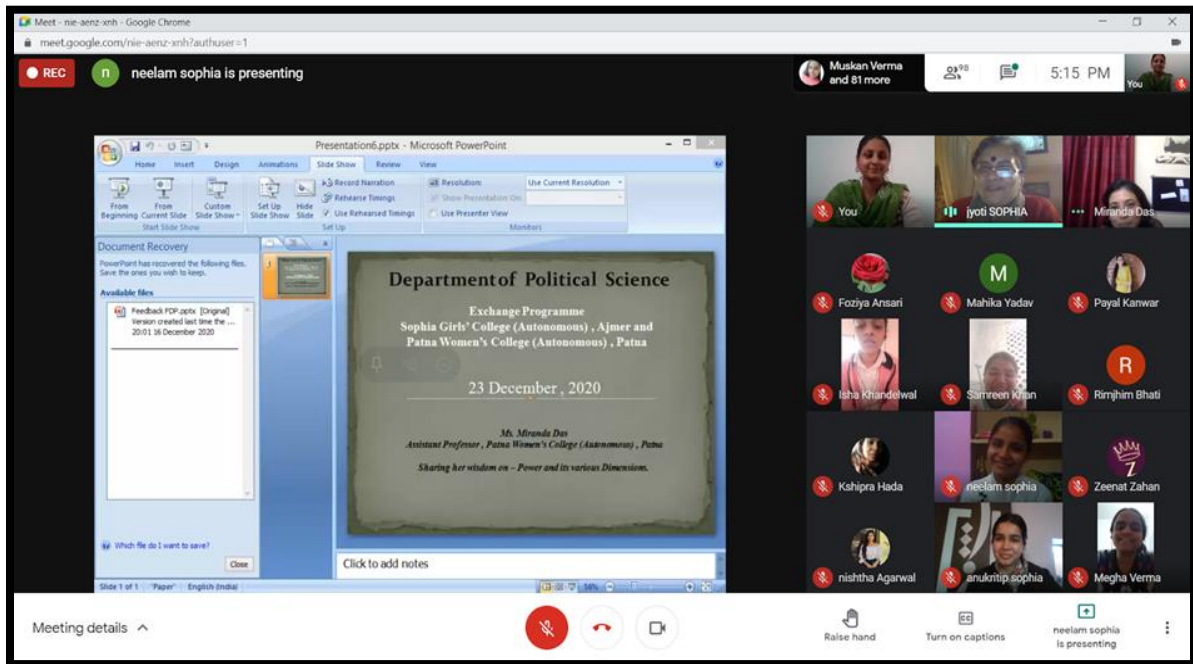 Meet - nie-aenz-xnh - Google Chrome
meet.google.com/nie-aenz-xnh?authuser=1
REC
n
neelam sophia is presenting
Muskan Verma
and 81 more
98
5:15 PM
You
Presentation6.pptx - Microsoft PowerPoint
Home Insert Design Animations Slide Show Review View
From Beginning
From Current Slide
Custom Slide Show
Set Up Slide Show
Hide Slide
Record Narration
Rehearse Timings
Use Rehearsed Timings
Resolution:
Use Current Resolution
Show Presentation On:
Use Presenter View
Start Slide Show
Set Up
Monitors
Document Recovery
PowerPoint has recovered the following files.
Save the ones you wish to keep.
Available files
Feedback FDP.pptx [Original]
Version created last time the ...
20:01 16 December 2020
Which file do I want to save?
Close
1
Department of Political Science
Exchange Programme
Sophia Girls' College (Autonomous) , Ajmer and
Patna Women's College (Autonomous) , Patna
23 December , 2020
Ms. Miranda Das
Assistant Professor , Patna Women's College (Autonomous) , Patna
Sharing her wisdom on – Power and its various Dimensions.
Click to add notes
Slide 1 of 1
"Paper"
English (India)
56%
You
jyoti SOPHIA
Miranda Das
Foziya Ansari
M
Mahika Yadav
Payal Kanwar
Isha Khandelwal
Samreen Khan
R
Rimjhim Bhati
Kshipra Hada
neelam sophia
Z
Zeenat Zahan
nishtha Agarwal
anukritip.sophia
Megha Verma
Meeting details
Raise hand
CC
Turn on captions
neelam sophia
is presenting